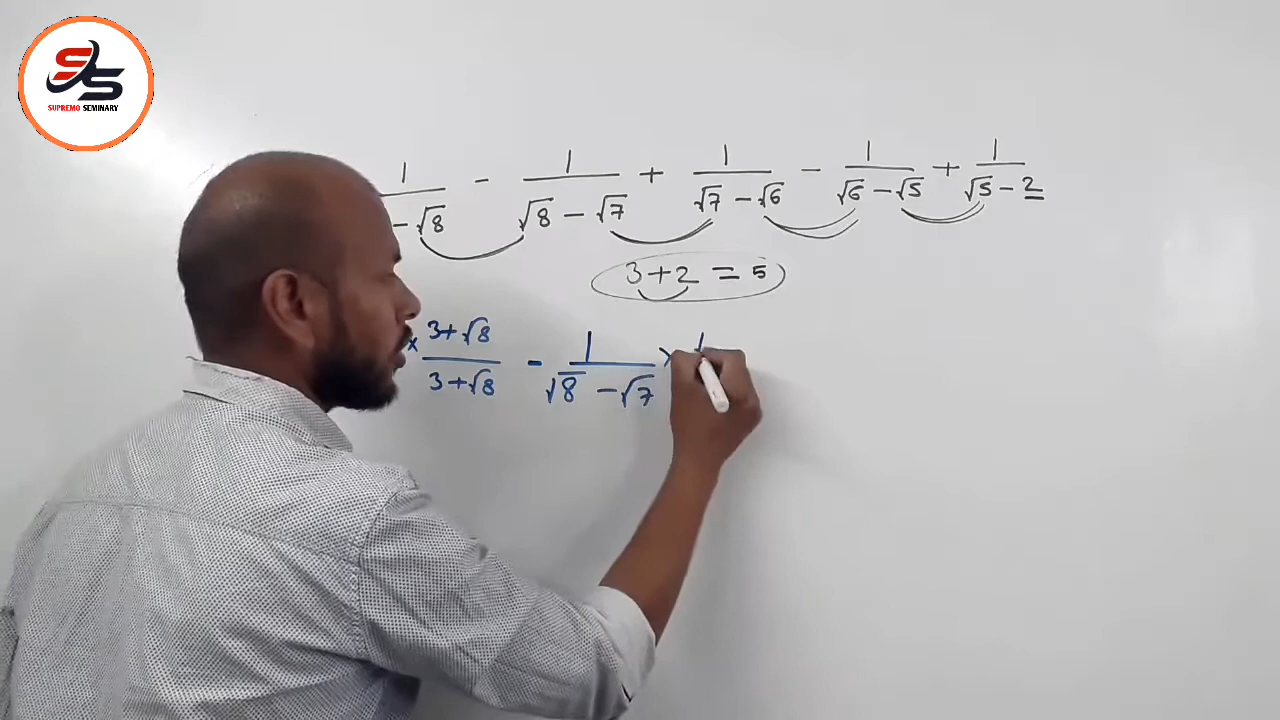 SS
SUPREMO SEMINARY
1/ - √8 - 1/√8 - √7 + 1/√7 - √6 - 1/√6 - √5 + 1/√5 - 2
3 + 2 = 5
× 3+√8/3+√8 - 1/√8 - √7 ×